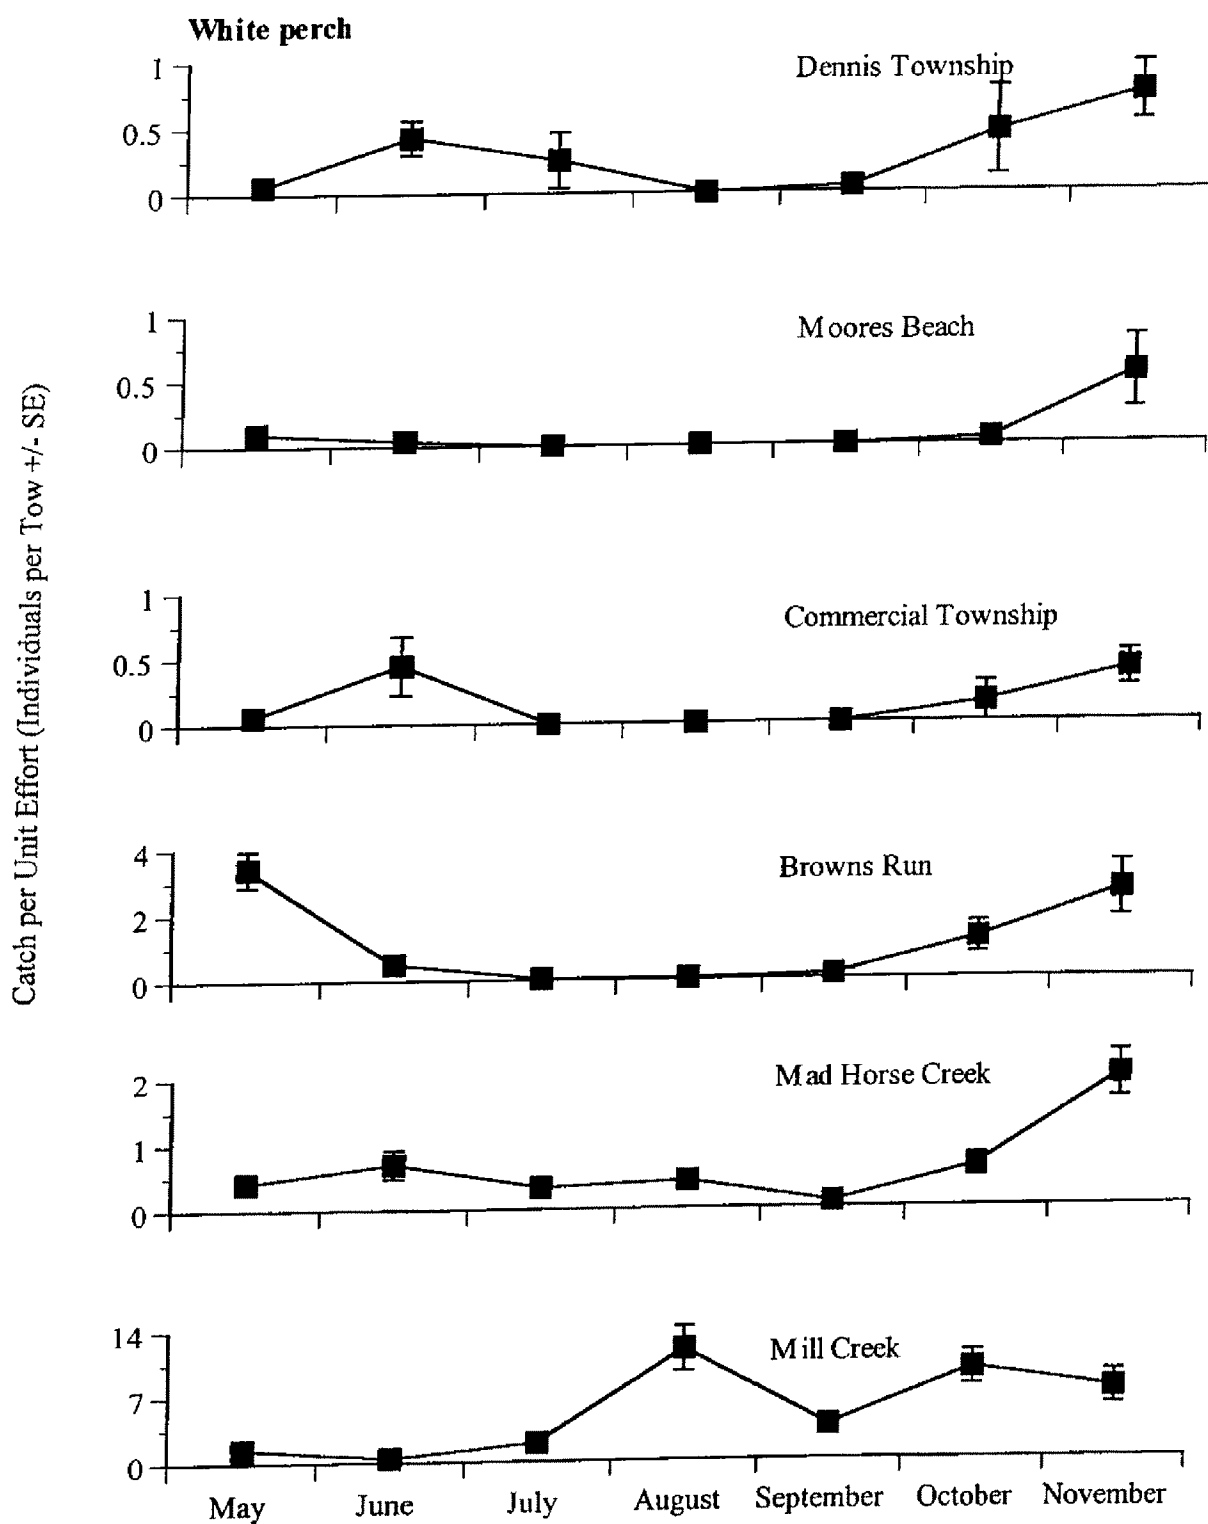 White perch
Dennis Township
1
0.5
0
Moores Beach
1
0.5
0
Commercial Township
1
0.5
0
Browns Run
4
2
0
Mad Horse Creek
2
1
0
Mill Creek
14
7
0
May June July August September October November
Catch per Unit Effort (Individuals per Tow +/- SE)